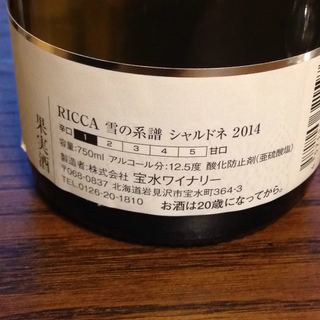 果実酒
RICCA 雪の系譜 シャルドネ 2014
辛口 1 2 3 4 5 甘口
容量:750ml アルコール分:12.5度 酸化防止剤(亜硫酸塩)
製造者:株式会社 宝水ワイナリー
〒068-0837 北海道岩見沢市宝水町364-3
TEL.0126-20-1810
お酒は20歳になってから。